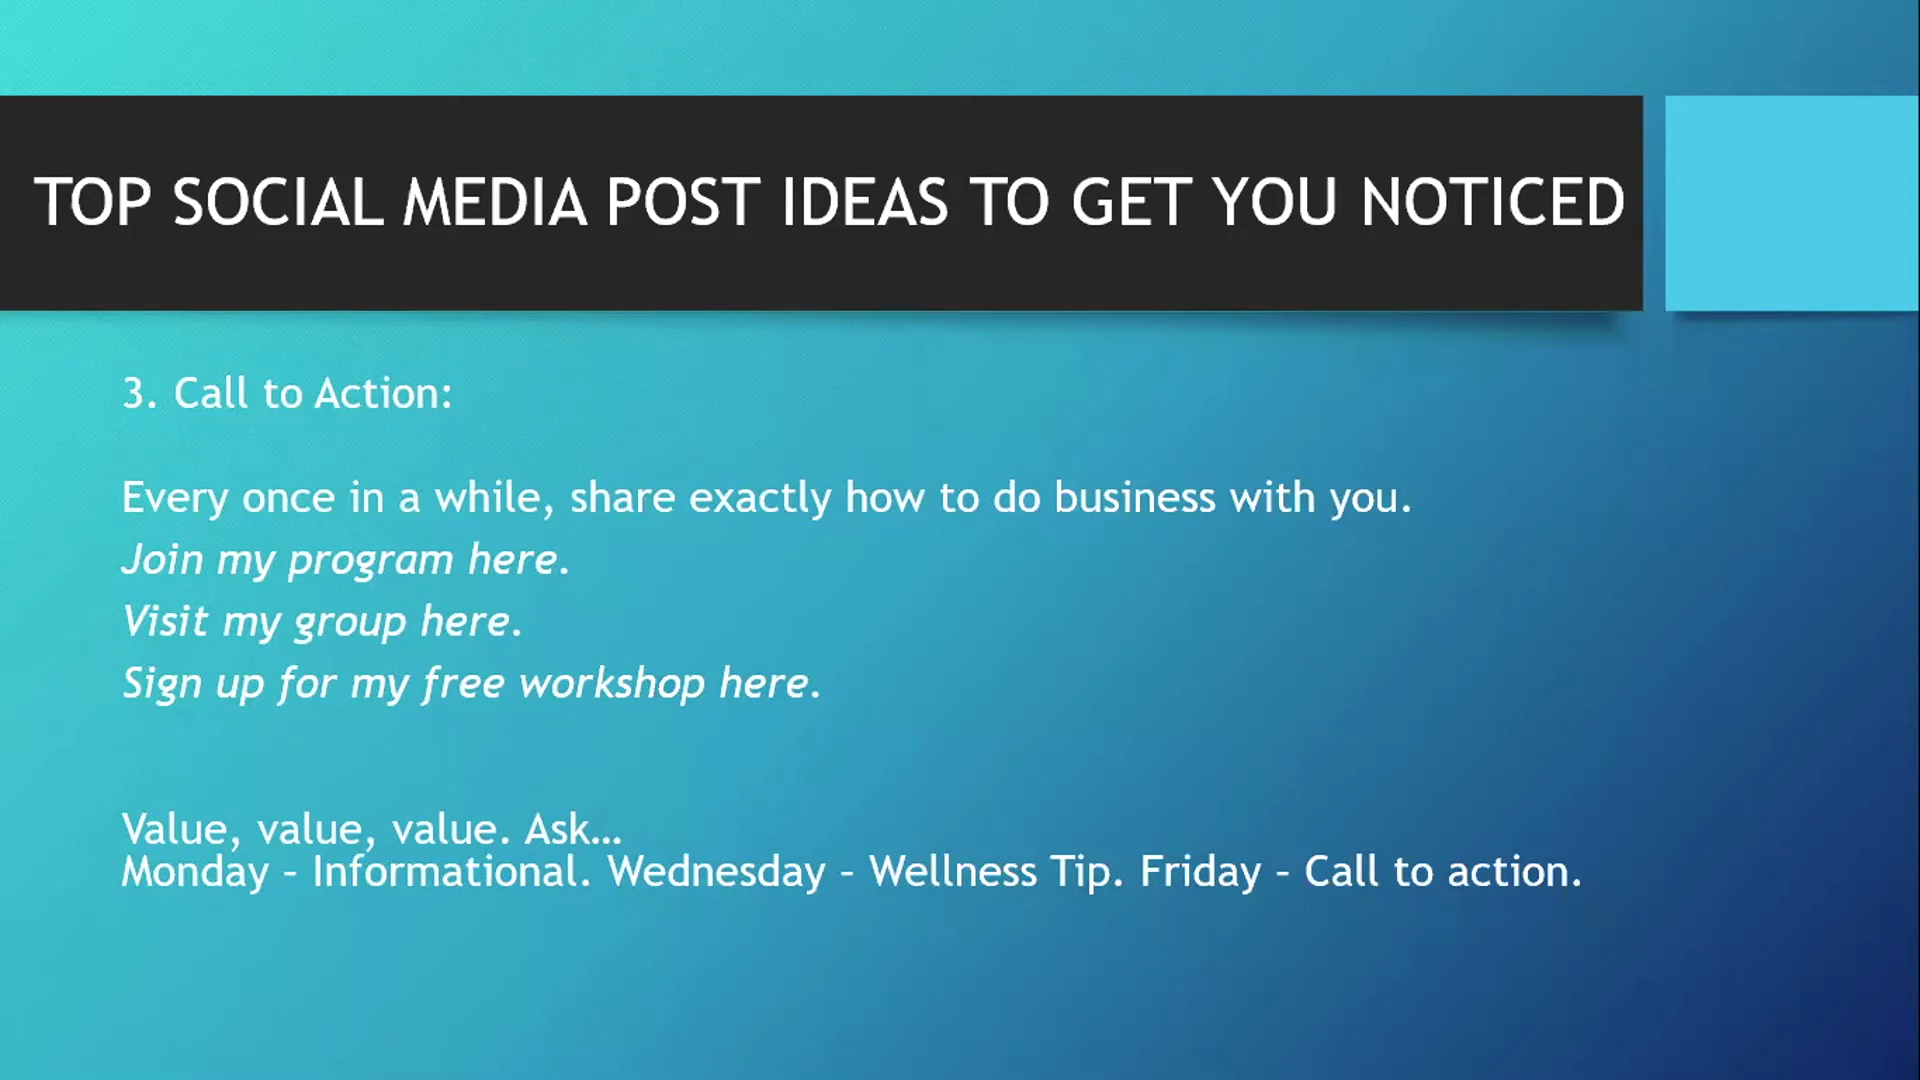 TOP SOCIAL MEDIA POST IDEAS TO GET YOU NOTICED
3. Call to Action:
Every once in a while, share exactly how to do business with you.
Join my program here.
Visit my group here.
Sign up for my free workshop here.
Value, value, value. Ask…
Monday – Informational. Wednesday – Wellness Tip. Friday – Call to action.